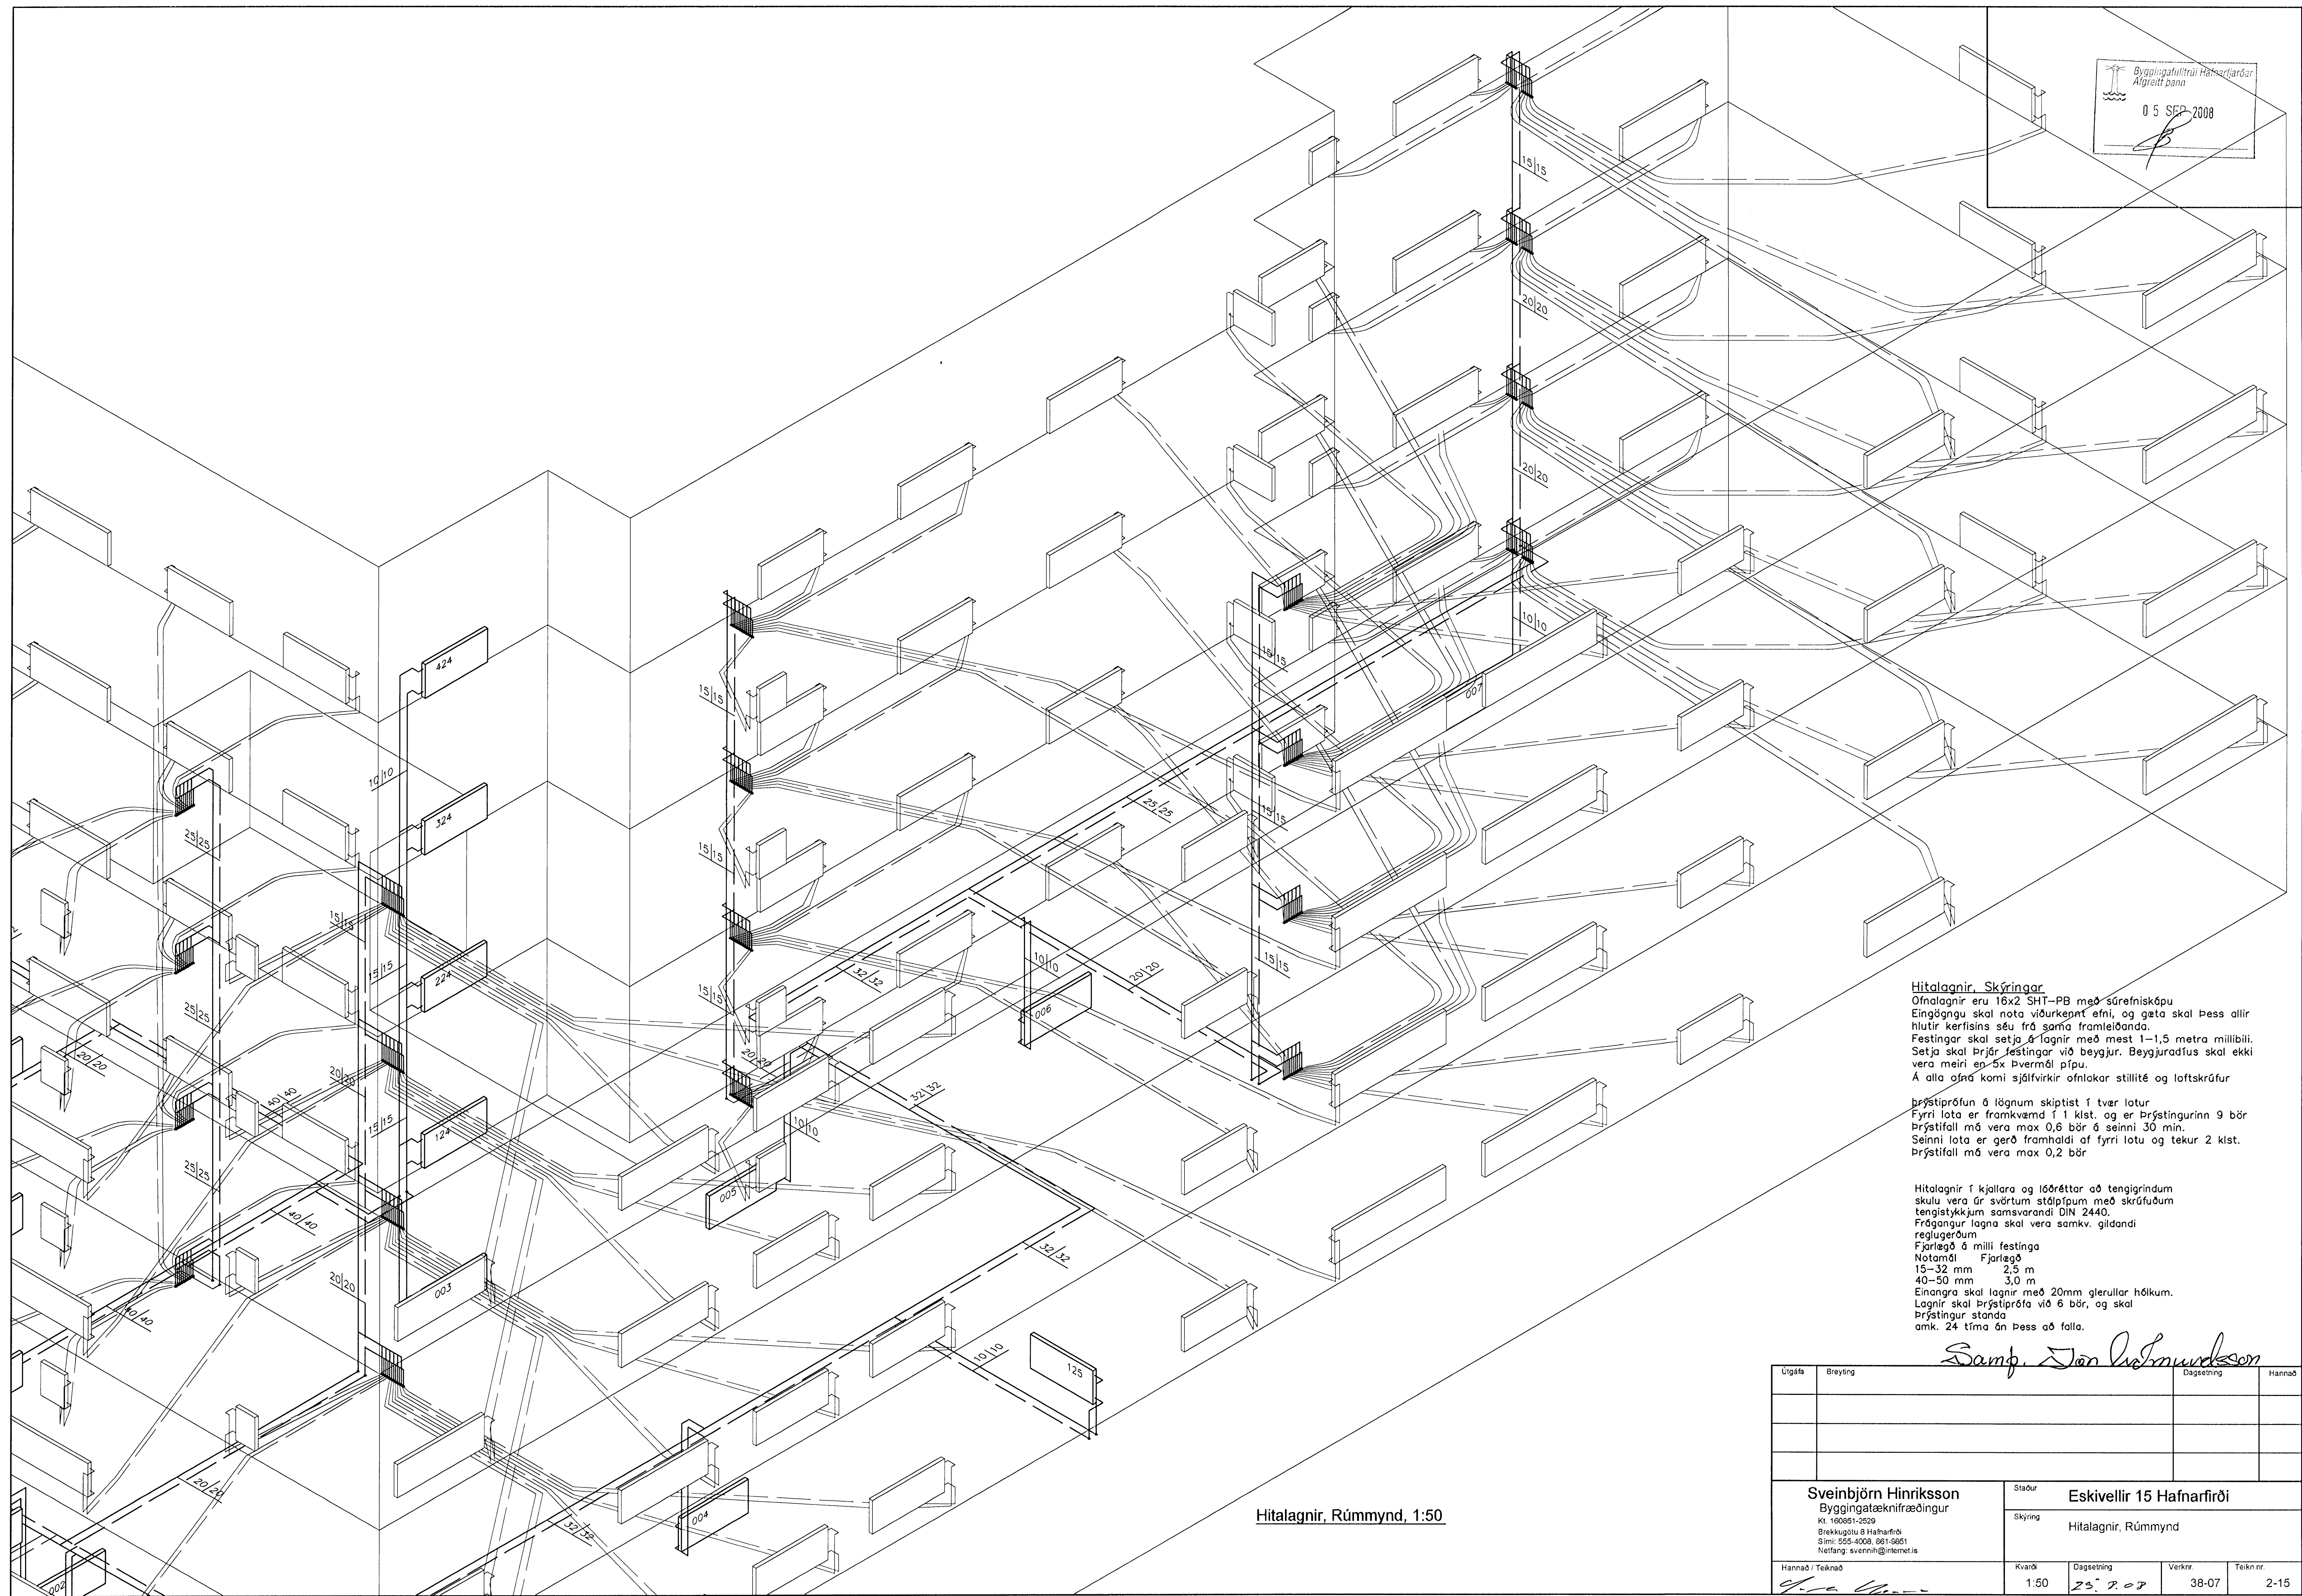 Byggingafulltrúi Hafnarfjarðar
Afgreitt þann
05 SEP 2008
15|15
20|20
20|20
10|10
15|15
15|15
15|15
007
25|25
20|20
10|10
006
32|32
15|15
15|15
15|15
20|20
10|10
005
32|32
32|32
10|10
125
424
324
224
124
003
004
002
10|10
15|15
15|15
15|15
20|20
20|20
25|25
25|25
25|25
20|20
40|40
40|40
40|40
20|20
32|32
Hitalagnir, Rúmmynd, 1:50
Hitalagnir, Skýringar
Ofnalagnir eru 16x2 SHT-PB með súrefniskápu
Eingögngu skal nota viðurkennt efni, og gæta skal þess allir
hlutir kerfisins séu frá sama framleiðanda.
Festingar skal setja á lagnir með mest 1-1,5 metra millibili.
Setja skal þrjár festingar við beygjur. Beygjuradíus skal ekki
vera meiri en 5x þvermál pípu.
Á alla ofna komi sjálfvirkir ofnlokar stillité og loftskrúfur
þrýstiprófun á lögnum skiptist í tvær lotur
Fyrri lota er framkvæmd í 1 klst. og er þrýstingurinn 9 bör
þrýstifall má vera max 0,6 bör á seinni 30 min.
Seinni lota er gerð framhaldi af fyrri lotu og tekur 2 klst.
þrýstifall má vera max 0,2 bör
Hitalagnir í kjallara og lóðréttar að tengigrindum
skulu vera úr svörtum stálpípum með skrúfuðum
tengistykkjum samsvarandi DIN 2440.
Frágangur lagna skal vera samkv. gildandi
reglugerðum
Fjarlægð á milli festinga
Notamál Fjarlægð
15-32 mm 2,5 m
40-50 mm 3,0 m
Einangra skal lagnir með 20mm glerullar hólkum.
Lagnir skal þrýstiprófa við 6 bör, og skal
þrýstingur standa
amk. 24 tíma án þess að falla.
Samþ. Jón Guðmundsson
Útgáfa Breyting Dagsetning Hannað
Sveinbjörn Hinriksson
Byggingatæknifræðingur
Kt. 160851-2529
Brekkugötu 8 Hafnarfirði
Sími: 555-4008, 861-9851
Netfang: svennih@internet.is
Hannað / Teiknað
Staður
Eskivellir 15 Hafnarfirði
Skýring
Hitalagnir, Rúmmynd
Kvarði Dagsetning Verknr. Teikn.nr.
1:50 25. 8. 08 38-07 2-15